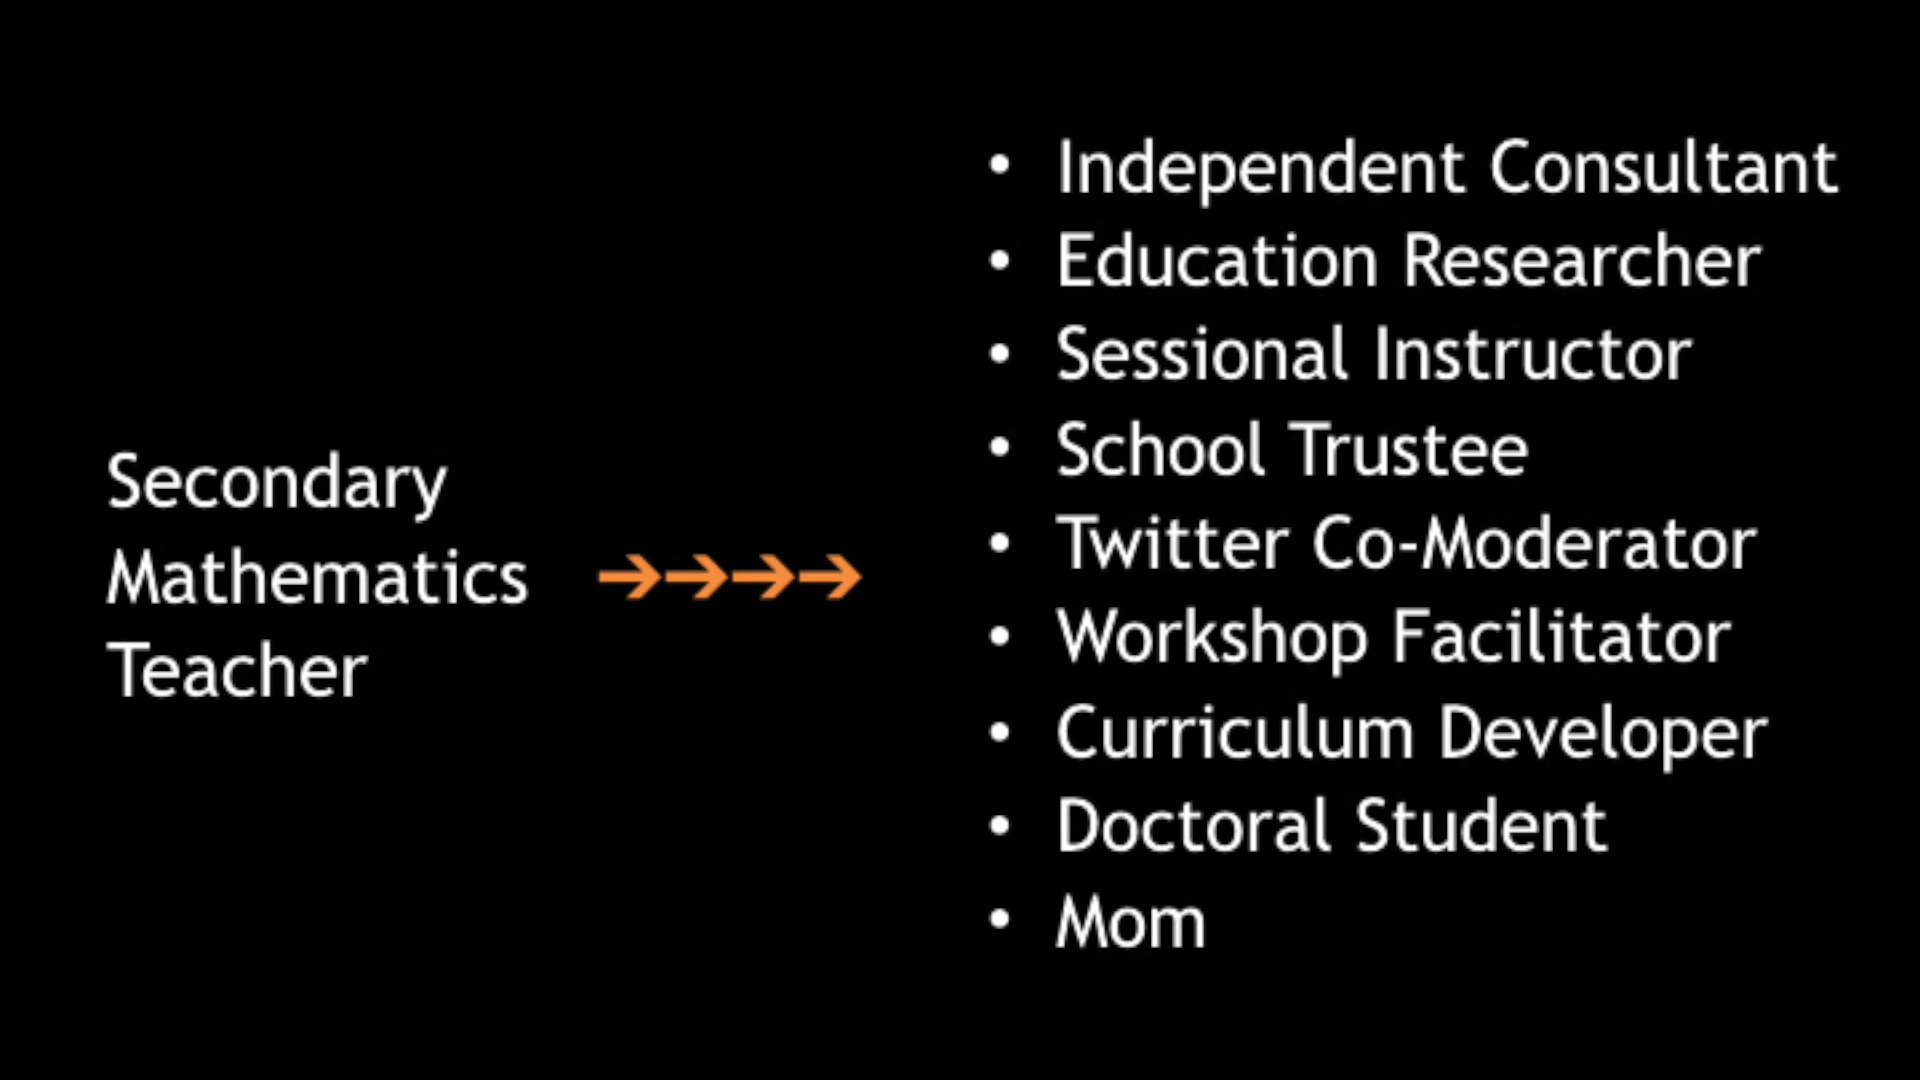 Secondary
Mathematics
Teacher
→→→→
• Independent Consultant
• Education Researcher
• Sessional Instructor
• School Trustee
• Twitter Co-Moderator
• Workshop Facilitator
• Curriculum Developer
• Doctoral Student
• Mom